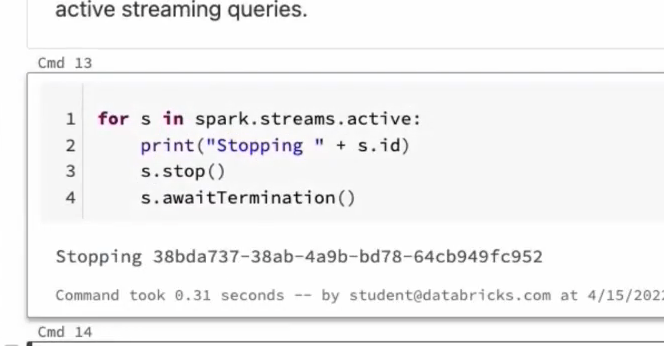 active streaming queries.
Cmd 13
1 for s in spark.streams.active:
2     print("Stopping " + s.id)
3     s.stop()
4     s.awaitTermination()
Stopping 38bda737-38ab-4a9b-bd78-64cb949fc952
Command took 0.31 seconds -- by student@databricks.com at 4/15/2022
Cmd 14